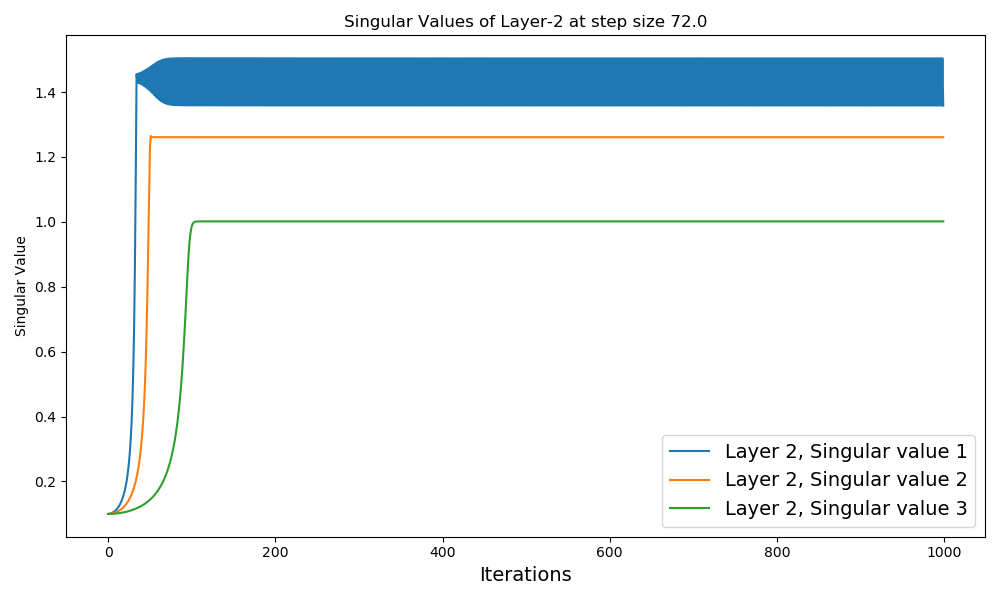 Singular Values of Layer-2 at step size 72.0
Singular Value
1.4
1.2
1.0
0.8
0.6
0.4
0.2
Layer 2, Singular value 1
Layer 2, Singular value 2
Layer 2, Singular value 3
0 200 400 600 800 1000
Iterations